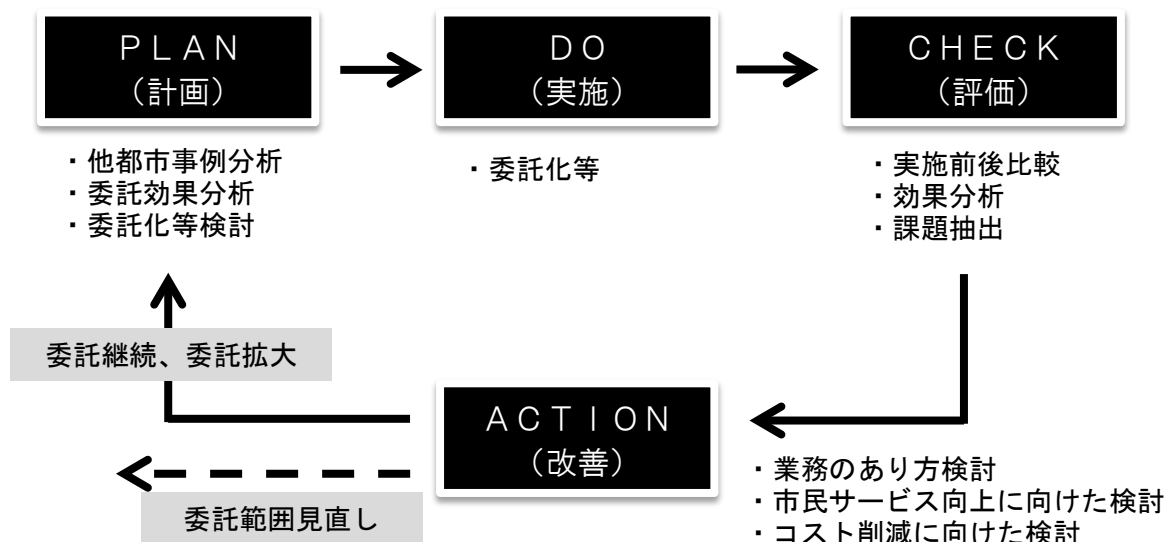 ＰＬＡＮ
（計画）
ＤＯ
（実施）
ＣＨＥＣＫ
（評価）
・他都市事例分析
・委託効果分析
・委託化等検討
・委託化等
・実施前後比較
・効果分析
・課題抽出
委託継続、委託拡大
ＡＣＴＩＯＮ
（改善）
・業務のあり方検討
・市民サービス向上に向けた検討
・コスト削減に向けた検討
委託範囲見直し